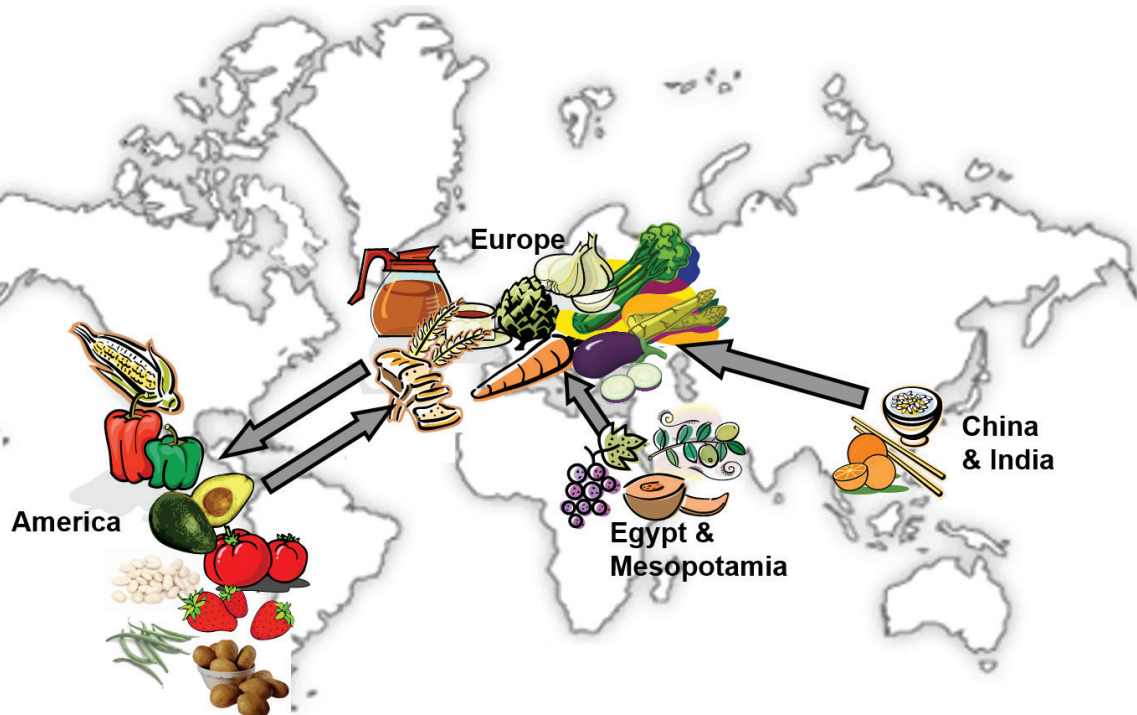 Europe
China
& India
America
Egypt &
Mesopotamia